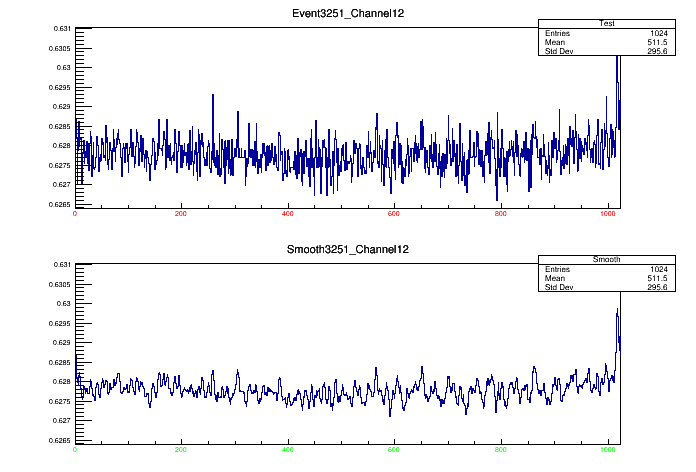 Event3251_Channel12
Test
Entries 1024
Mean 511.5
Std Dev 295.6
0.631
0.6305
0.63
0.6295
0.629
0.6285
0.628
0.6275
0.627
0.6265
0 200 400 600 800 1000
Smooth3251_Channel12
Smooth
Entries 1024
Mean 511.5
Std Dev 295.6
0.631
0.6305
0.63
0.6295
0.629
0.6285
0.628
0.6275
0.627
0.6265
0 200 400 600 800 1000